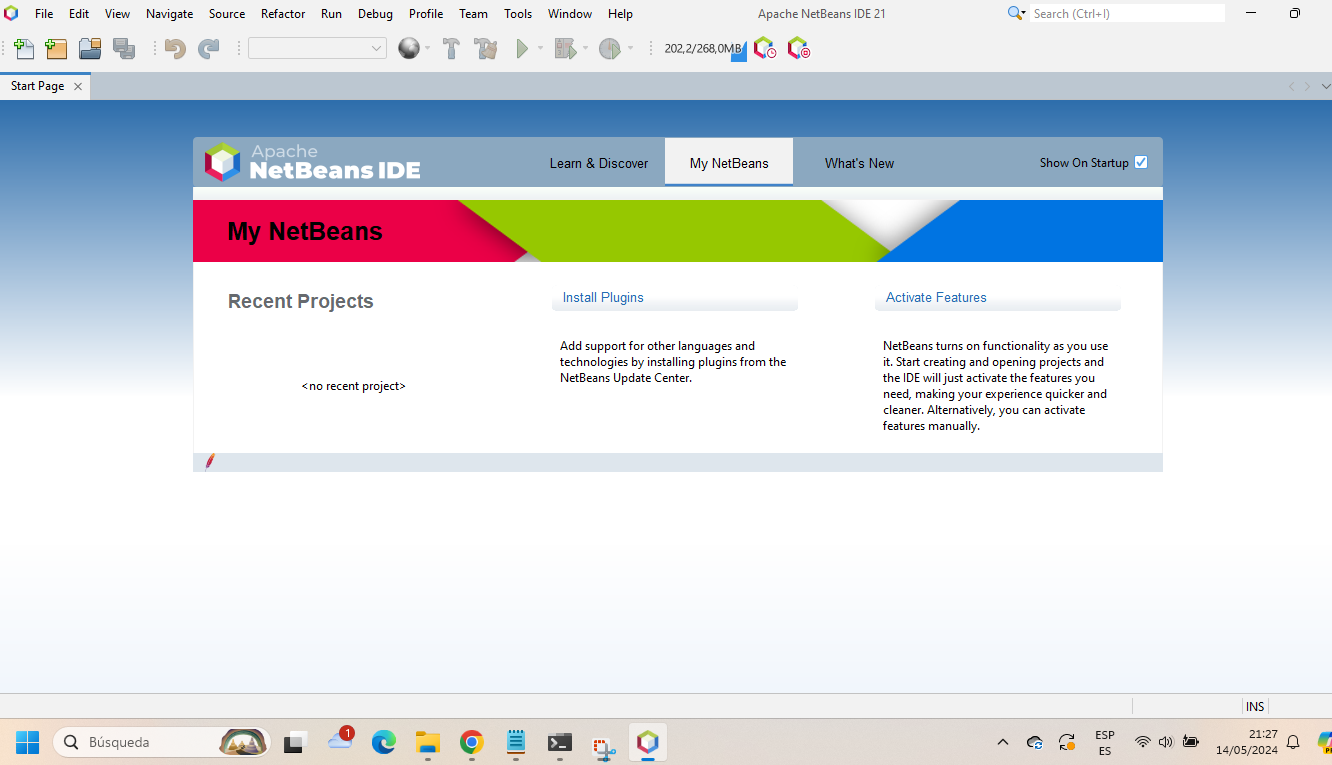 File Edit View Navigate Source Refactor Run Debug Profile Team Tools Window Help Apache NetBeans IDE 21 Search (Ctrl+I)
202,2/268,0MB
Start Page
Apache
NetBeans IDE
Learn & Discover My NetBeans What's New Show On Startup
My NetBeans
Recent Projects
<no recent project>
Install Plugins
Add support for other languages and
technologies by installing plugins from the
NetBeans Update Center.
Activate Features
NetBeans turns on functionality as you use
it. Start creating and opening projects and
the IDE will just activate the features you
need, making your experience quicker and
cleaner. Alternatively, you can activate
features manually.
INS
Búsqueda
1
ESP
ES
21:27
14/05/2024